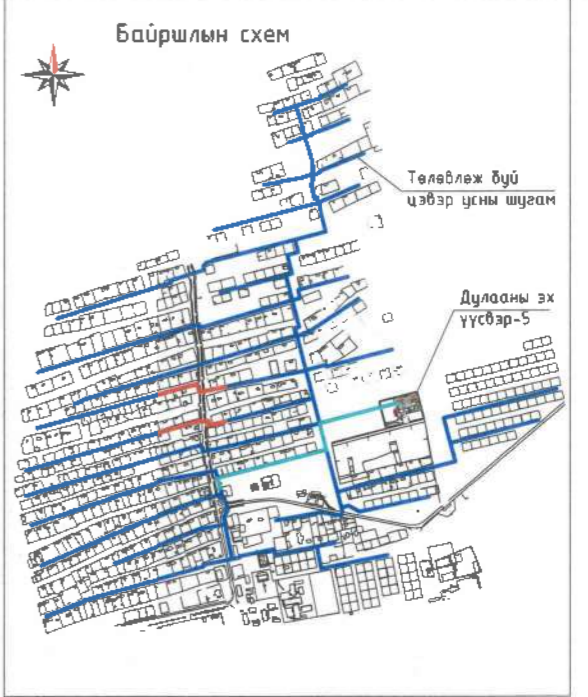 Байршлын схем
Төлөвлөж буй
цэвэр усны шугам
Дулааны эх
үүсвэр-5